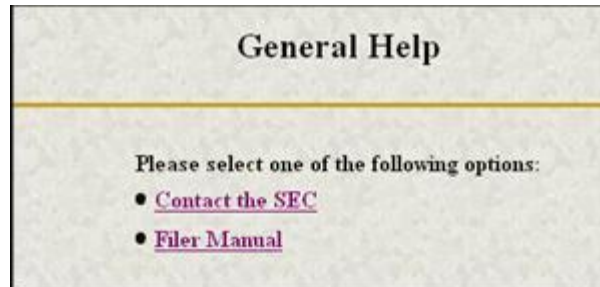 General Help
Please select one of the following options:
Contact the SEC
Filer Manual